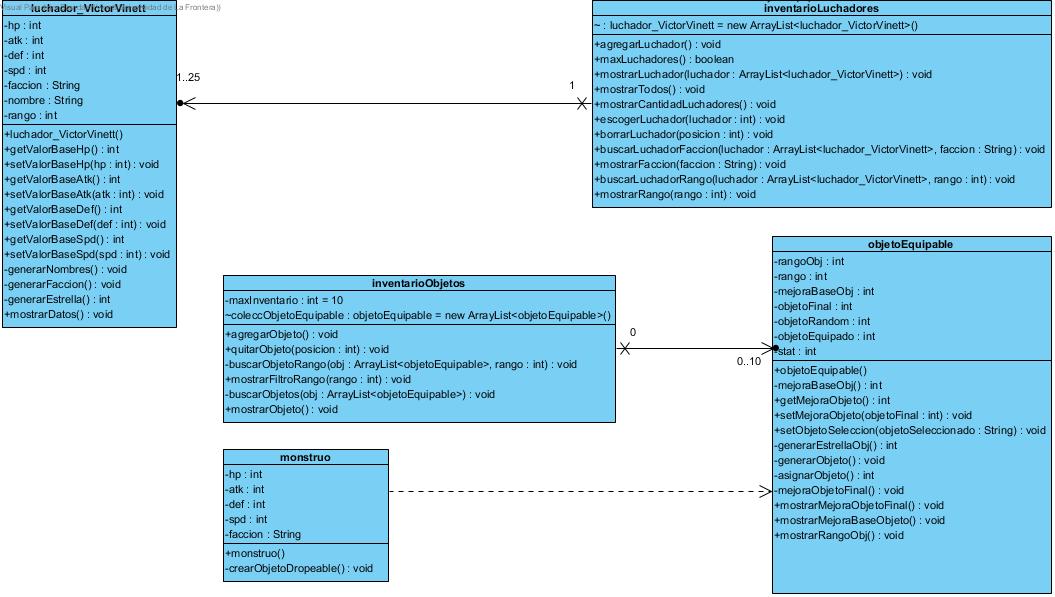 luchador_VictorVinett
-hp : int
-atk : int
-def : int
-spd : int
-faccion : String
-nombre : String
-rango : int
+luchador_VictorVinett()
+getValorBaseHp() : int
+setValorBaseHp(hp : int) : void
+getValorBaseAtk() : int
+setValorBaseAtk(atk : int) : void
+getValorBaseDef() : int
+setValorBaseDef(def : int) : void
+getValorBaseSpd() : int
+setValorBaseSpd(spd : int) : void
-generarNombres() : void
-generarFaccion() : void
-generarEstrella() : int
+mostrarDatos() : void
1..25
1
inventarioLuchadores
~ : luchador_VictorVinett = new ArrayList<luchador_VictorVinett>()
+agregarLuchador() : void
+maxLuchadores() : boolean
+mostrarLuchador(luchador : ArrayList<luchador_VictorVinett>) : void
+mostrarTodos() : void
+mostrarCantidadLuchadores() : void
+escogerLuchador(luchador : int) : void
+borrarLuchador(posicion : int) : void
+buscarLuchadorFaccion(luchador : ArrayList<luchador_VictorVinett>, faccion : String) : void
+mostrarFaccion(faccion : String) : void
+buscarLuchadorRango(luchador : ArrayList<luchador_VictorVinett>, rango : int) : void
+mostrarRango(rango : int) : void
inventarioObjetos
-maxInventario : int = 10
~coleccObjetoEquipable : objetoEquipable = new ArrayList<objetoEquipable>()
+agregarObjeto() : void
+quitarObjeto(posicion : int) : void
-buscarObjetoRango(obj : ArrayList<objetoEquipable>, rango : int) : void
+mostrarFiltroRango(rango : int) : void
-buscarObjetos(obj : ArrayList<objetoEquipable>) : void
+mostrarObjeto() : void
0
0..10
objetoEquipable
-rangoObj : int
-rango : int
-mejoraBaseObj : int
-objetoFinal : int
-objetoRandom : int
-objetoEquipado : int
-stat : int
+objetoEquipable()
-mejoraBaseObj() : int
+getMejoraObjeto() : int
+setMejoraObjeto(objetoFinal : int) : void
+setObjetoSeleccion(objetoSeleccionado : String) : void
-generarEstrellaObj() : int
-generarObjeto() : void
-asignarObjeto() : int
-mejoraObjetoFinal() : void
+mostrarMejoraObjetoFinal() : void
+mostrarMejoraBaseObjeto() : void
+mostrarRangoObj() : void
monstruo
-hp : int
-atk : int
-def : int
-spd : int
-faccion : String
+monstruo()
-crearObjetoDropeable() : void